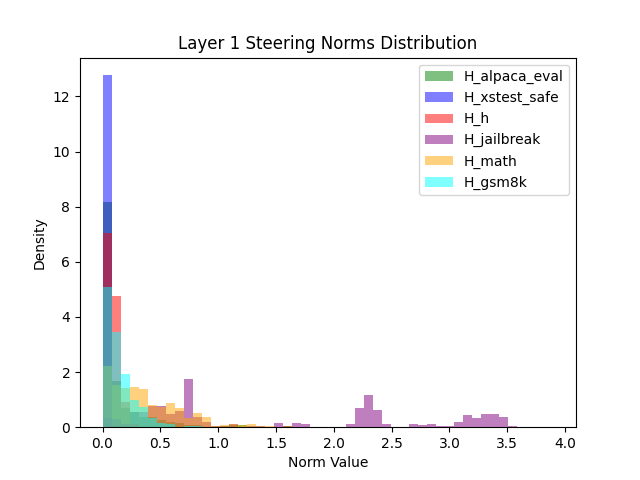 Layer 1 Steering Norms Distribution
H_alpaca_eval
H_xstest_safe
H_h
H_jailbreak
H_math
H_gsm8k
12
10
8
6
4
2
0
Density
0.0 0.5 1.0 1.5 2.0 2.5 3.0 3.5 4.0
Norm Value